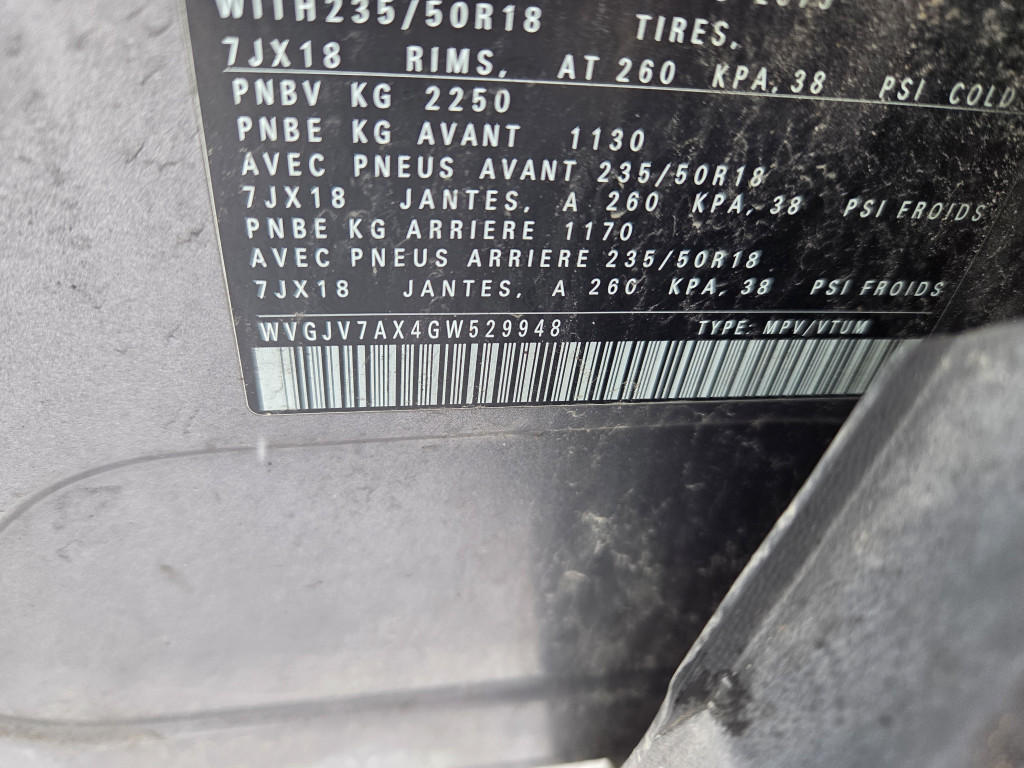 WITH235/50R18 TIRES,
7JX18 RIMS, AT 260 KPA, 38 PSI COLD
PNBV KG 2250
PNBE KG AVANT 1130
AVEC PNEUS AVANT 235/50R18
7JX18 JANTES, A 260 KPA, 38 PSI FROIDS
PNBE KG ARRIERE 1170
AVEC PNEUS ARRIERE 235/50R18
7JX18 JANTES, A 260 KPA, 38 PSI FROIDS
WVGJV7AX4GW529948 TYPE: MPV/VTUM